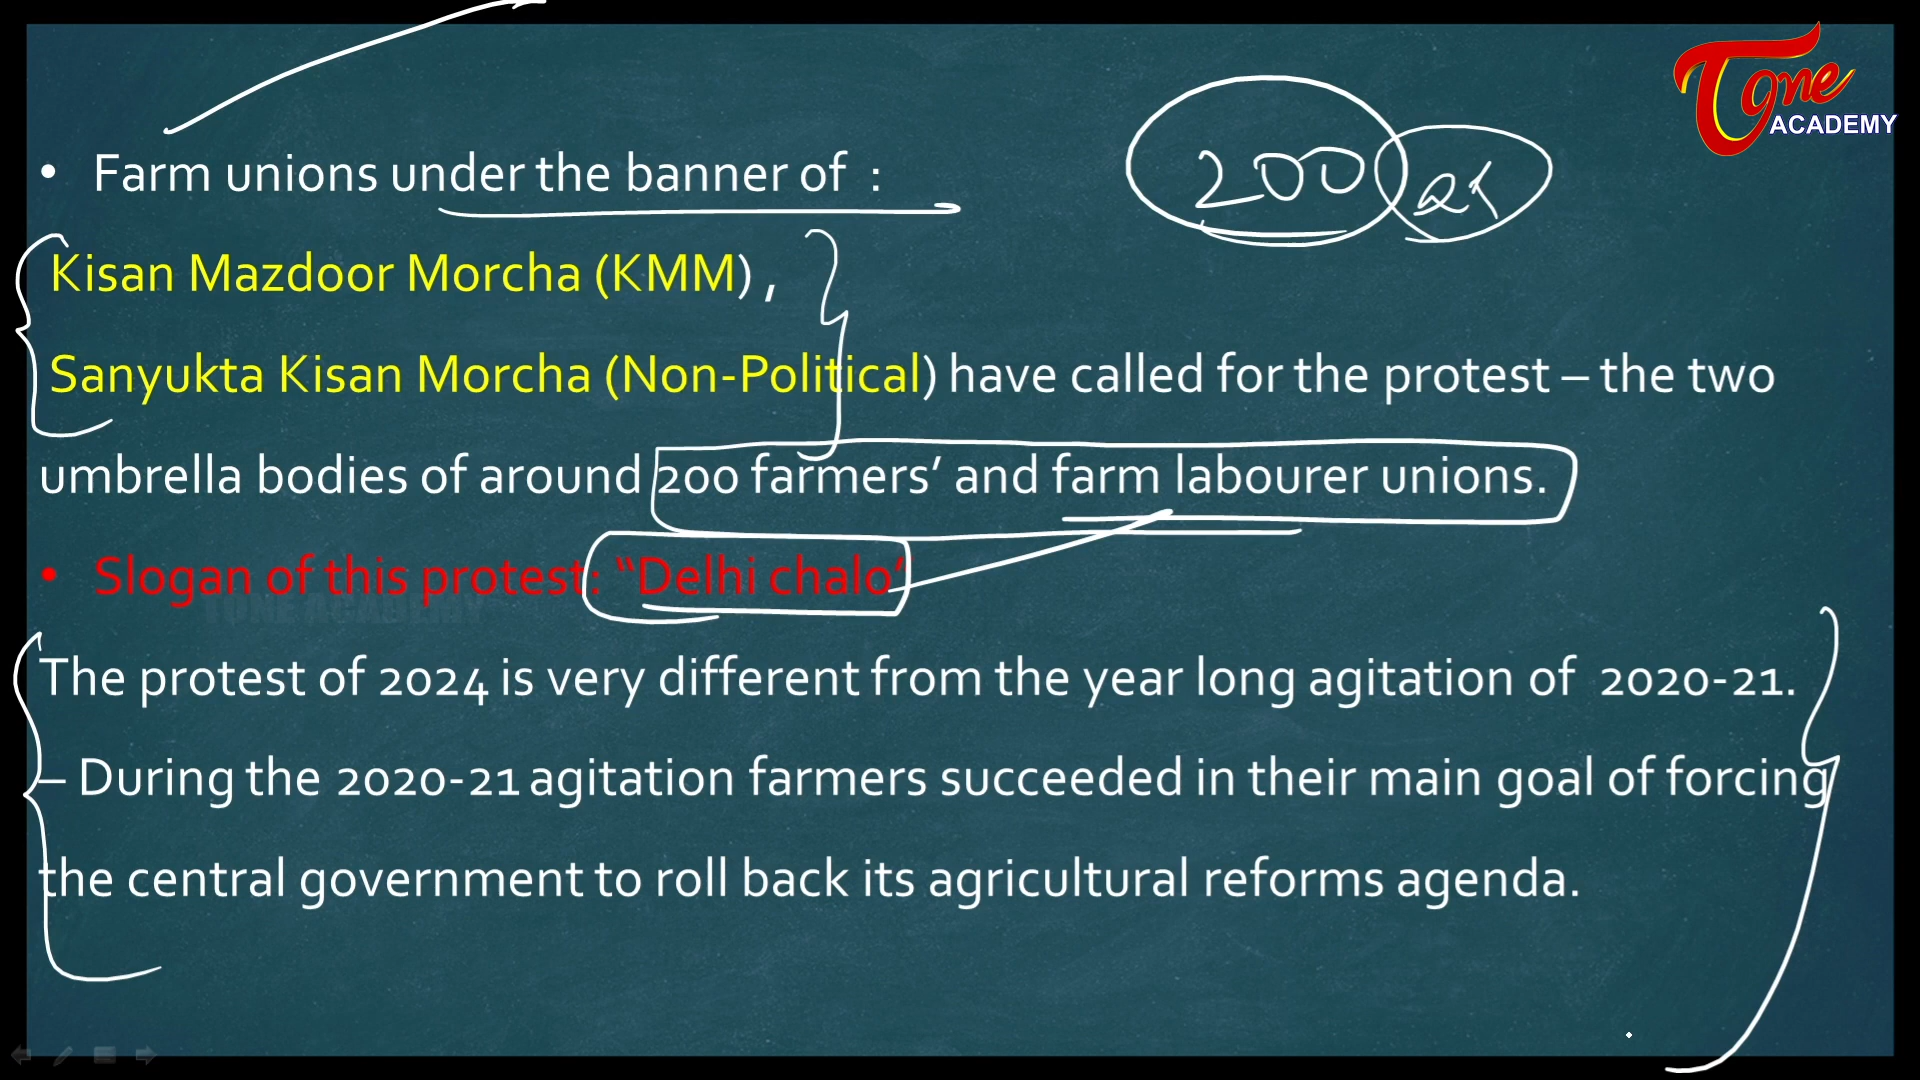 Tone
ACADEMY
200
• Farm unions under the banner of :
Kisan Mazdoor Morcha (KMM) ,
Sanyukta Kisan Morcha (Non-Political) have called for the protest – the two
umbrella bodies of around 200 farmers’ and farm labourer unions.
• Slogan of this protest: “Delhi chalo’
TONE ACADEMY
The protest of 2024 is very different from the year long agitation of 2020-21.
– During the 2020-21 agitation farmers succeeded in their main goal of forcing
the central government to roll back its agricultural reforms agenda.